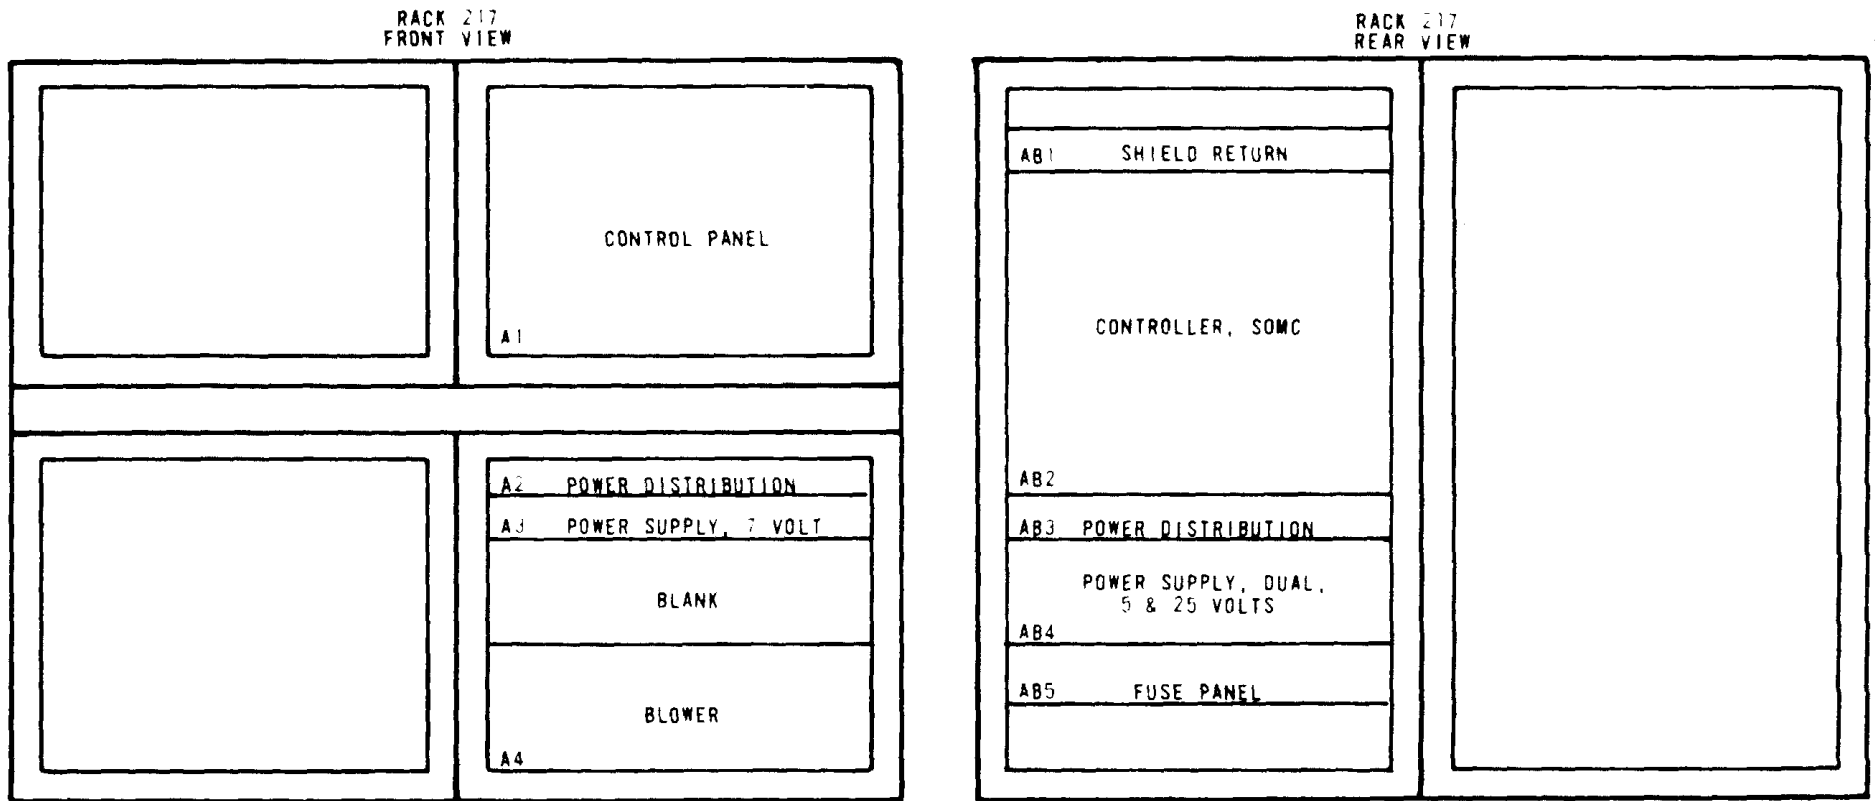 RACK 217
FRONT VIEW
CONTROL PANEL
A1
A2 POWER DISTRIBUTION
A3 POWER SUPPLY, 7 VOLT
BLANK
BLOWER
A4
RACK 217
REAR VIEW
AB1 SHIELD RETURN
CONTROLLER, SOMC
AB2
AB3 POWER DISTRIBUTION
POWER SUPPLY, DUAL,
5 & 25 VOLTS
AB4
AB5 FUSE PANEL